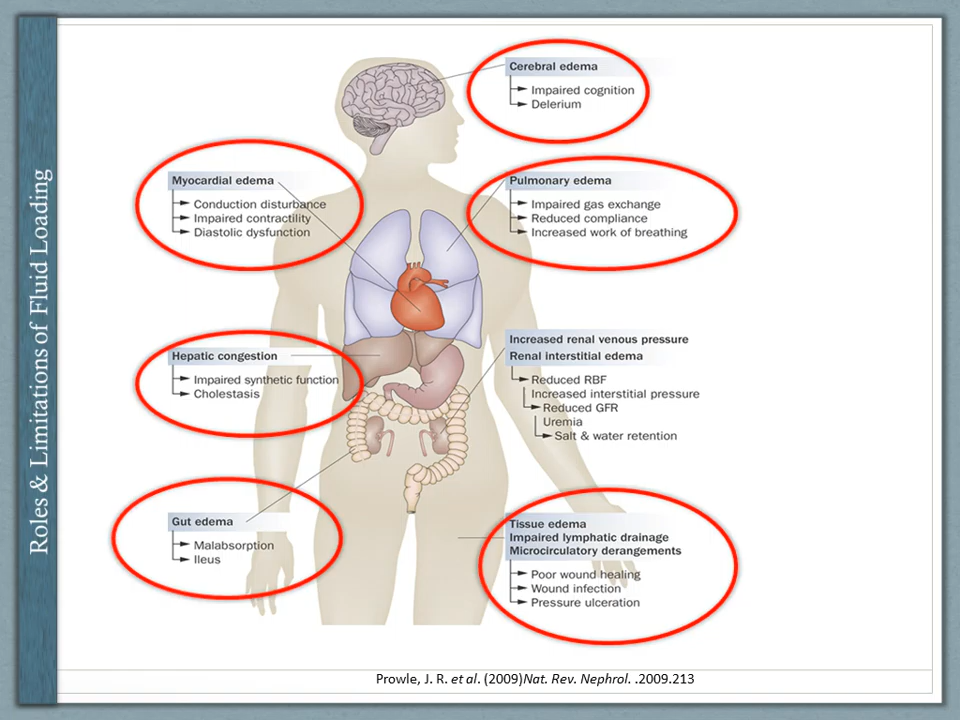 Roles & Limitations of Fluid Loading
Cerebral edema
Impaired cognition
Delerium
Myocardial edema
Conduction disturbance
Impaired contractility
Diastolic dysfunction
Pulmonary edema
Impaired gas exchange
Reduced compliance
Increased work of breathing
Hepatic congestion
Impaired synthetic function
Cholestasis
Increased renal venous pressure
Renal interstitial edema
Reduced RBF
Increased interstitial pressure
Reduced GFR
Uremia
Salt & water retention
Gut edema
Malabsorption
Ileus
Tissue edema
Impaired lymphatic drainage
Microcirculatory derangements
Poor wound healing
Wound infection
Pressure ulceration
Prowle, J. R. et al. (2009)Nat. Rev. Nephrol. .2009.213